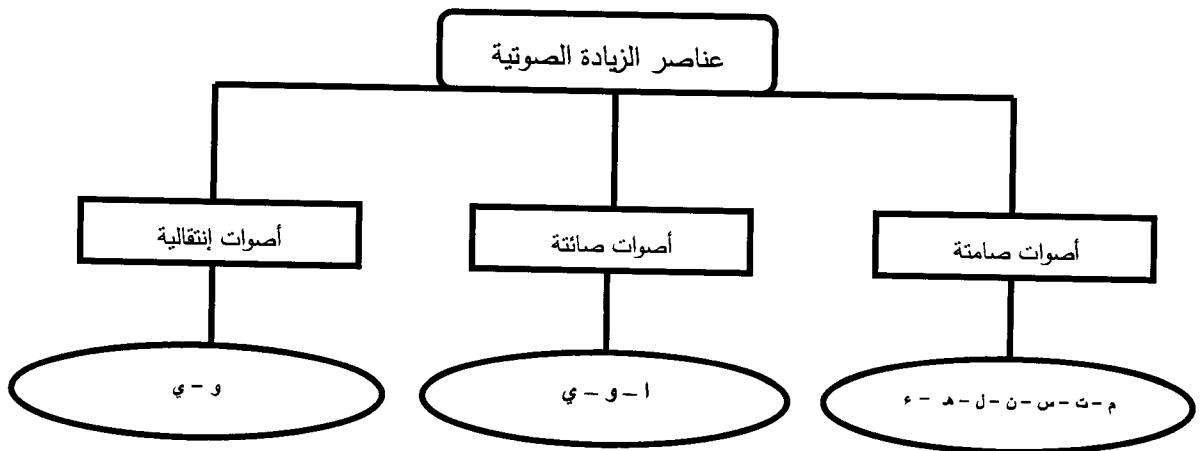 عناصر الزيادة الصوتية
أصوات صامتة
أصوات صائتة
أصوات إنتقالية
م - ت - س - ن - ل - هـ - ء
ا - و - ي
و - ي